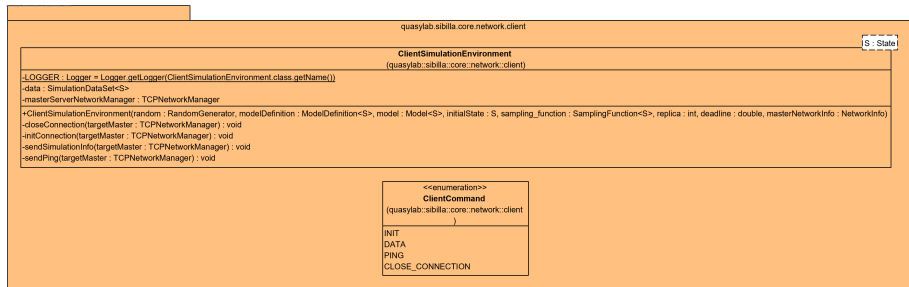 quasylab.sibilla.core.network.client
S : State
ClientSimulationEnvironment
(quasylab::sibilla::core::network::client)
-LOGGER : Logger = Logger.getLogger(ClientSimulationEnvironment.class.getName())
-data : SimulationDataSet<S>
-masterServerNetworkManager : TCPNetworkManager
+ClientSimulationEnvironment(random : RandomGenerator, modelDefinition : ModelDefinition<S>, model : Model<S>, initialState : S, sampling_function : SamplingFunction<S>, replica : int, deadline : double, masterNetworkInfo : NetworkInfo)
-closeConnection(targetMaster : TCPNetworkManager) : void
-initConnection(targetMaster : TCPNetworkManager) : void
-sendSimulationInfo(targetMaster : TCPNetworkManager) : void
-sendPing(targetMaster : TCPNetworkManager) : void
<<enumeration>>
ClientCommand
(quasylab::sibilla::core::network::client
)
INIT
DATA
PING
CLOSE_CONNECTION